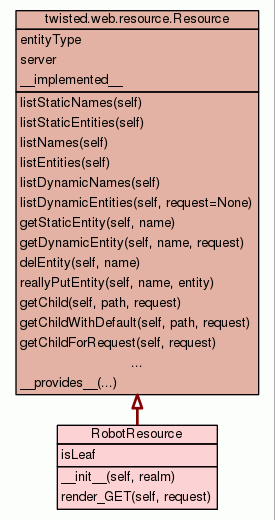 twisted.web.resource.Resource
entityType
server
__implemented__
listStaticNames(self)
listStaticEntities(self)
listNames(self)
listEntities(self)
listDynamicNames(self)
listDynamicEntities(self, request=None)
getStaticEntity(self, name)
getDynamicEntity(self, name, request)
delEntity(self, name)
reallyPutEntity(self, name, entity)
getChild(self, path, request)
getChildWithDefault(self, path, request)
getChildForRequest(self, request)
...
__provides__(...)
RobotResource
isLeaf
__init__(self, realm)
render_GET(self, request)